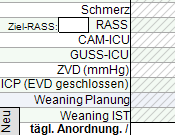 Schmerz
Ziel-RASS: RASS
CAM-ICU
GUSS-ICU
ZVD (mmHg)
ICP (EVD geschlossen)
Weaning Planung
Weaning IST
Neu
tägl. Anordnung. /